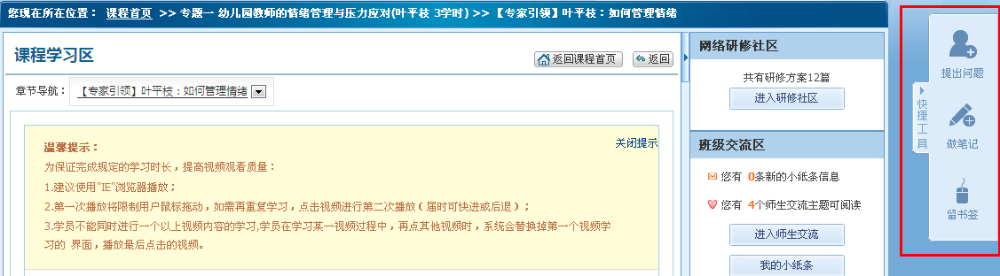 您现在所在位置： 课程首页 >> 专题一 幼儿园教师的情绪管理与压力应对(叶平枝 3学时) >> 【专家引领】叶平枝：如何管理情绪
课程学习区
返回课程首页 返回
章节导航： 【专家引领】叶平枝：如何管理情绪
温馨提示：
关闭提示
为保证完成规定的学习时长，提高视频观看质量：
1.建议使用"IE"浏览器播放；
2.第一次播放将限制用户鼠标拖动，如需再重复学习，点击视频进行第二次播放（届时可快进或后退）；
3.学员不能同时进行一个以上视频内容的学习,学员在学习某一视频过程中，再点其他视频时，系统会替换掉第一个视频学
习的 界面，播放最后点击的视频。
网络研修社区
共有研修方案12篇
进入研修社区
班级交流区
您有 0条新的小纸条信息
您有 4个师生交流主题可阅读
进入师生交流
我的小纸条
快捷工具
提出问题
做笔记
留书签